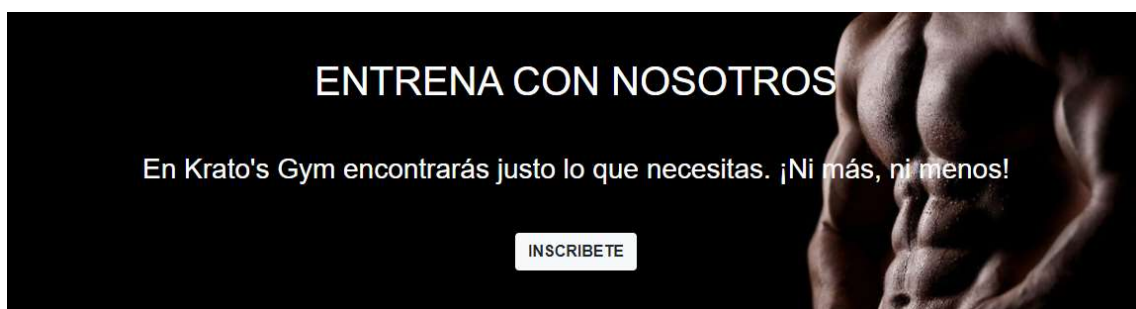 ENTRENA CON NOSOTROS
En Krato's Gym encontrarás justo lo que necesitas. ¡Ni más, ni menos!
INSCRIBETE